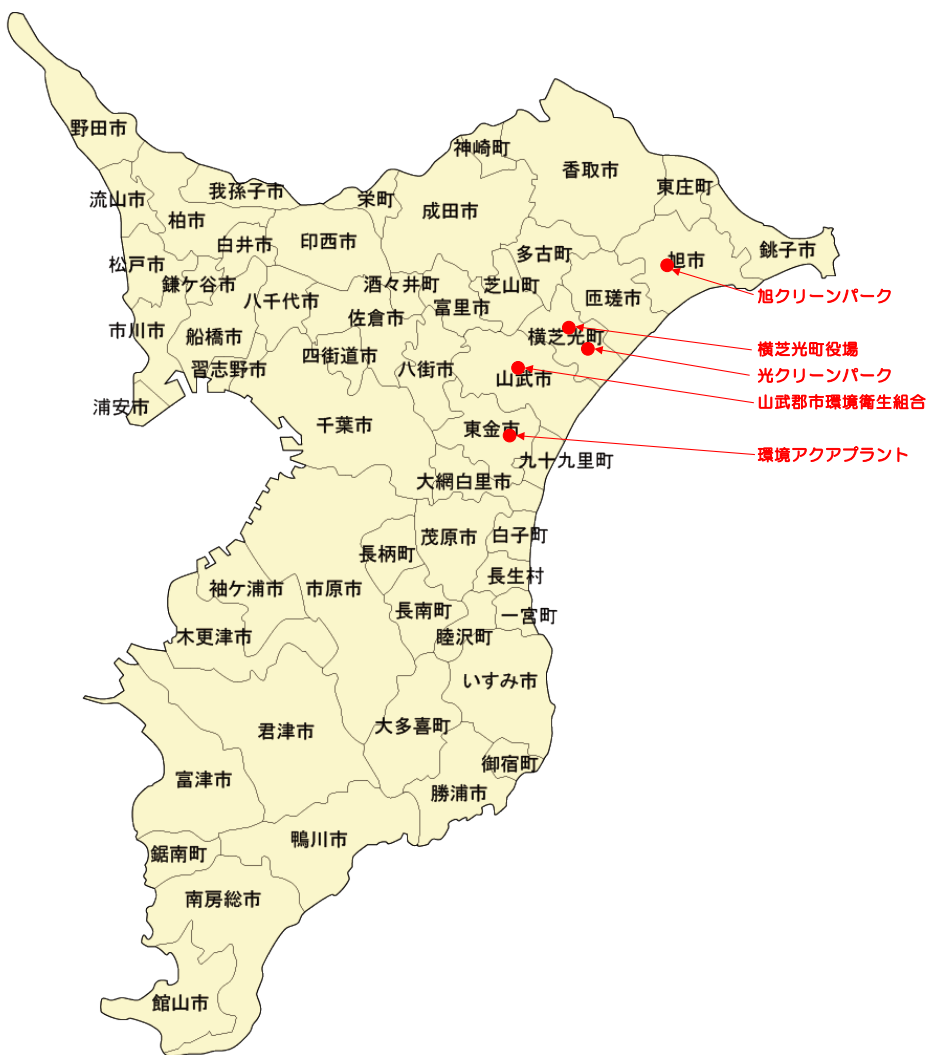 野田市
神崎町
香取市
東庄町
流山市
我孫子市
栄町
成田市
柏市
白井市
印西市
多古町
旭市
銚子市
松戸市
鎌ケ谷市
八千代市
酒々井町
芝山町
富里市
匝瑳市
旭クリーンパーク
市川市
船橋市
佐倉市
横芝光町
横芝光町役場
習志野市
四街道市
八街市
山武市
光クリーンパーク
山武郡市環境衛生組合
浦安市
千葉市
東金市
環境アクアプラント
九十九里町
大網白里市
茂原市
白子町
長柄町
長生村
袖ケ浦市
市原市
長南町
一宮町
木更津市
睦沢町
いすみ市
君津市
大多喜町
御宿町
富津市
勝浦市
鴨川市
鋸南町
南房総市
館山市